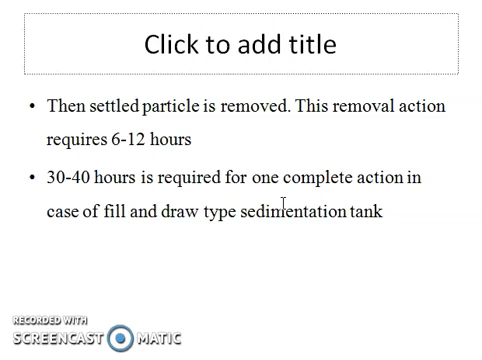 Click to add title
• Then settled particle is removed. This removal action
requires 6-12 hours
• 30-40 hours is required for one complete action in
case of fill and draw type sedimentation tank
RECORDED WITH
SCREENCAST MATIC